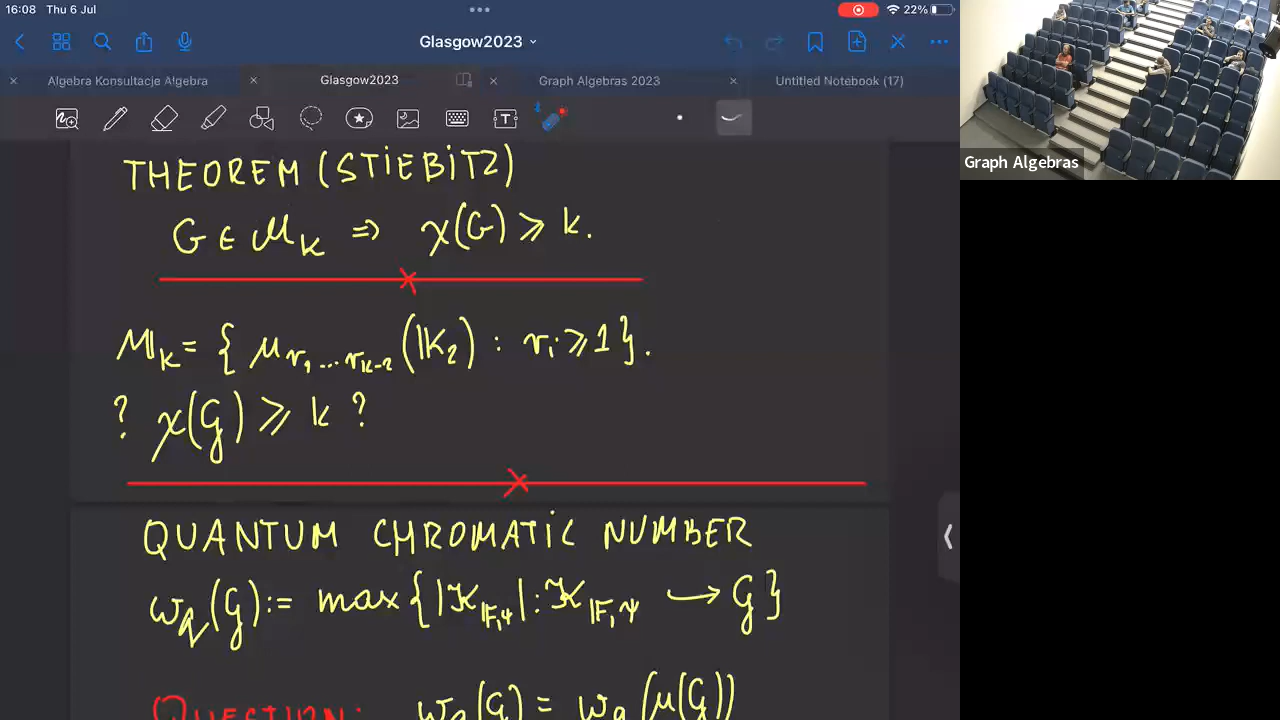 16:08 Thu 6 Jul
22%
Glasgow2023
Algebra Konsultacje Algebra
Glasgow2023
Graph Algebras 2023
Untitled Notebook (17)
Graph Algebras
THEOREM (STIEBITZ)
G ∈ ℳ_k ⇒ χ(G) ≥ k.
𝕄_k = { μ_{r_1 ... r_{k-2}} (𝕂_2) : r_i ≥ 1 }.
? χ(𝒢) ≥ k ?
QUANTUM CHROMATIC NUMBER
ω_q(𝒢) := max{ |𝒦_{𝔽,ψ}| : 𝒦_{𝔽,ψ} ↪ 𝒢 }
QUESTION: ω_q(𝒢) = ω_q(μ(𝒢))